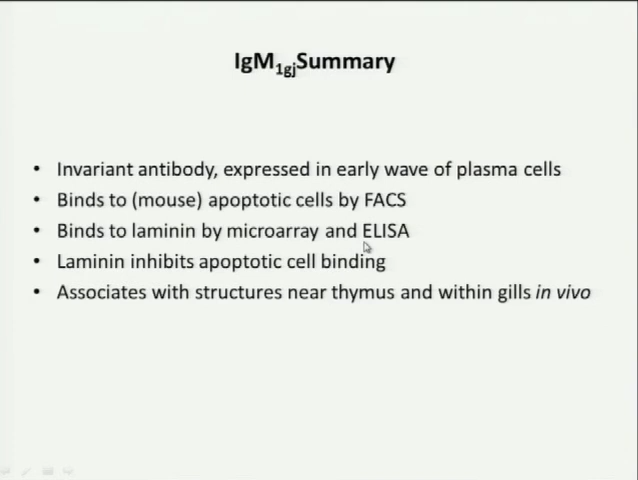 IgM1gjSummary
• Invariant antibody, expressed in early wave of plasma cells
• Binds to (mouse) apoptotic cells by FACS
• Binds to laminin by microarray and ELISA
• Laminin inhibits apoptotic cell binding
• Associates with structures near thymus and within gills in vivo